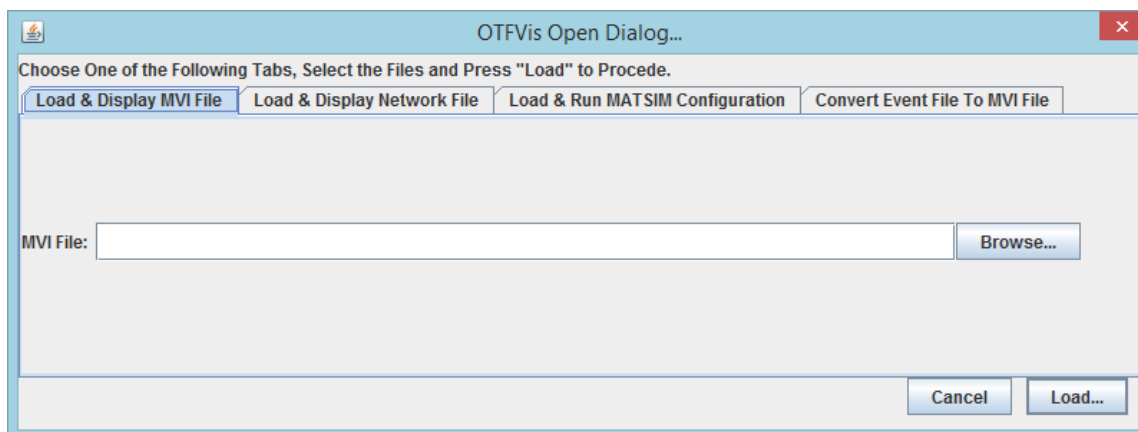 OTFVis Open Dialog...
Choose One of the Following Tabs, Select the Files and Press "Load" to Procede.
Load & Display MVI File Load & Display Network File Load & Run MATSIM Configuration Convert Event File To MVI File
MVI File: Browse...
Cancel Load...